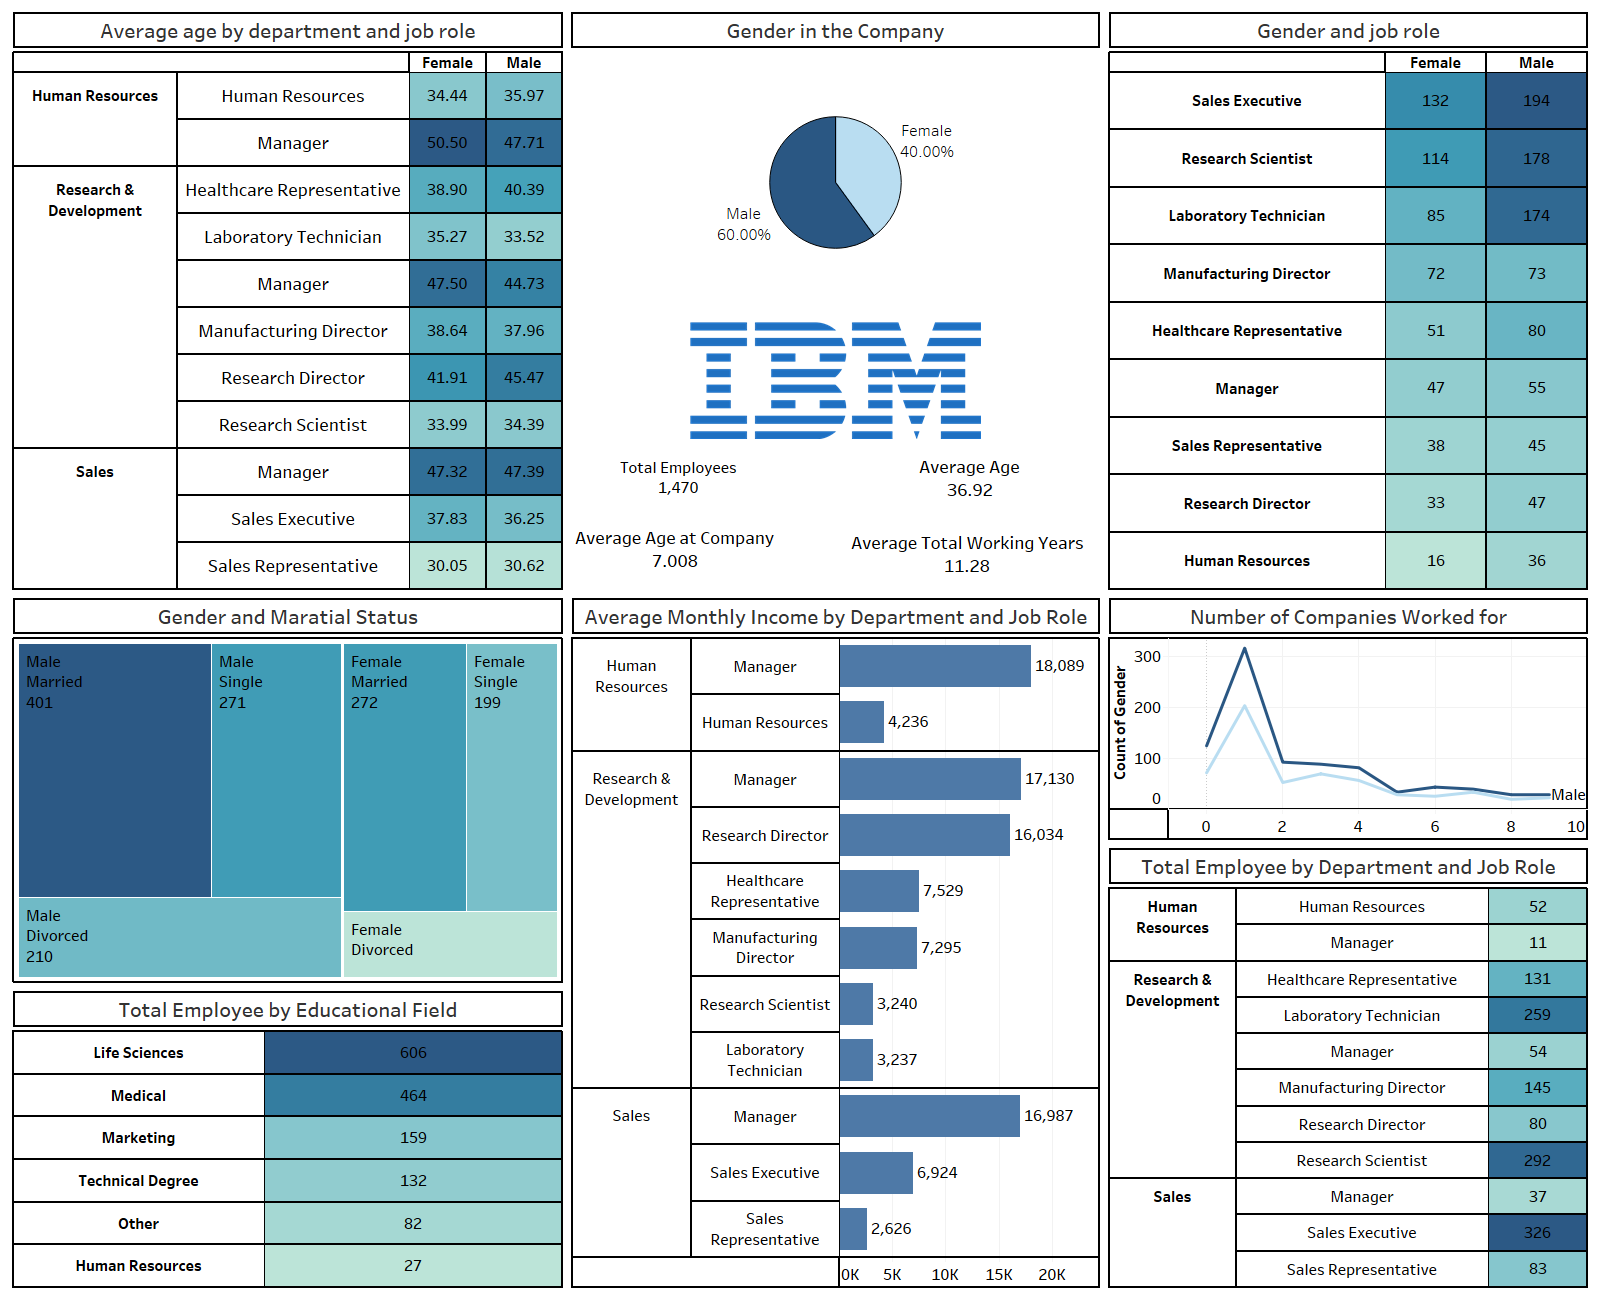 Average age by department and job role
Female Male
Human Resources Human Resources 34.44 35.97
Manager 50.50 47.71
Research & Development Healthcare Representative 38.90 40.39
Laboratory Technician 35.27 33.52
Manager 47.50 44.73
Manufacturing Director 38.64 37.96
Research Director 41.91 45.47
Research Scientist 33.99 34.39
Sales Manager 47.32 47.39
Sales Executive 37.83 36.25
Sales Representative 30.05 30.62
Gender in the Company
Female
40.00%
Male
60.00%
IBM
Total Employees
1,470
Average Age
36.92
Average Age at Company
7.008
Average Total Working Years
11.28
Gender and job role
Female Male
Sales Executive 132 194
Research Scientist 114 178
Laboratory Technician 85 174
Manufacturing Director 72 73
Healthcare Representative 51 80
Manager 47 55
Sales Representative 38 45
Research Director 33 47
Human Resources 16 36
Gender and Maratial Status
Male
Married
401
Male
Single
271
Female
Married
272
Female
Single
199
Male
Divorced
210
Female
Divorced
Total Employee by Educational Field
Life Sciences 606
Medical 464
Marketing 159
Technical Degree 132
Other 82
Human Resources 27
Average Monthly Income by Department and Job Role
Human Resources Manager 18,089
Human Resources 4,236
Research & Development Manager 17,130
Research Director 16,034
Healthcare Representative 7,529
Manufacturing Director 7,295
Research Scientist 3,240
Laboratory Technician 3,237
Sales Manager 16,987
Sales Executive 6,924
Sales Representative 2,626
0K 5K 10K 15K 20K
Number of Companies Worked for
Count of Gender
300
200
100
0
Male
0 2 4 6 8 10
Total Employee by Department and Job Role
Human Resources Human Resources 52
Manager 11
Research & Development Healthcare Representative 131
Laboratory Technician 259
Manager 54
Manufacturing Director 145
Research Director 80
Research Scientist 292
Sales Manager 37
Sales Executive 326
Sales Representative 83